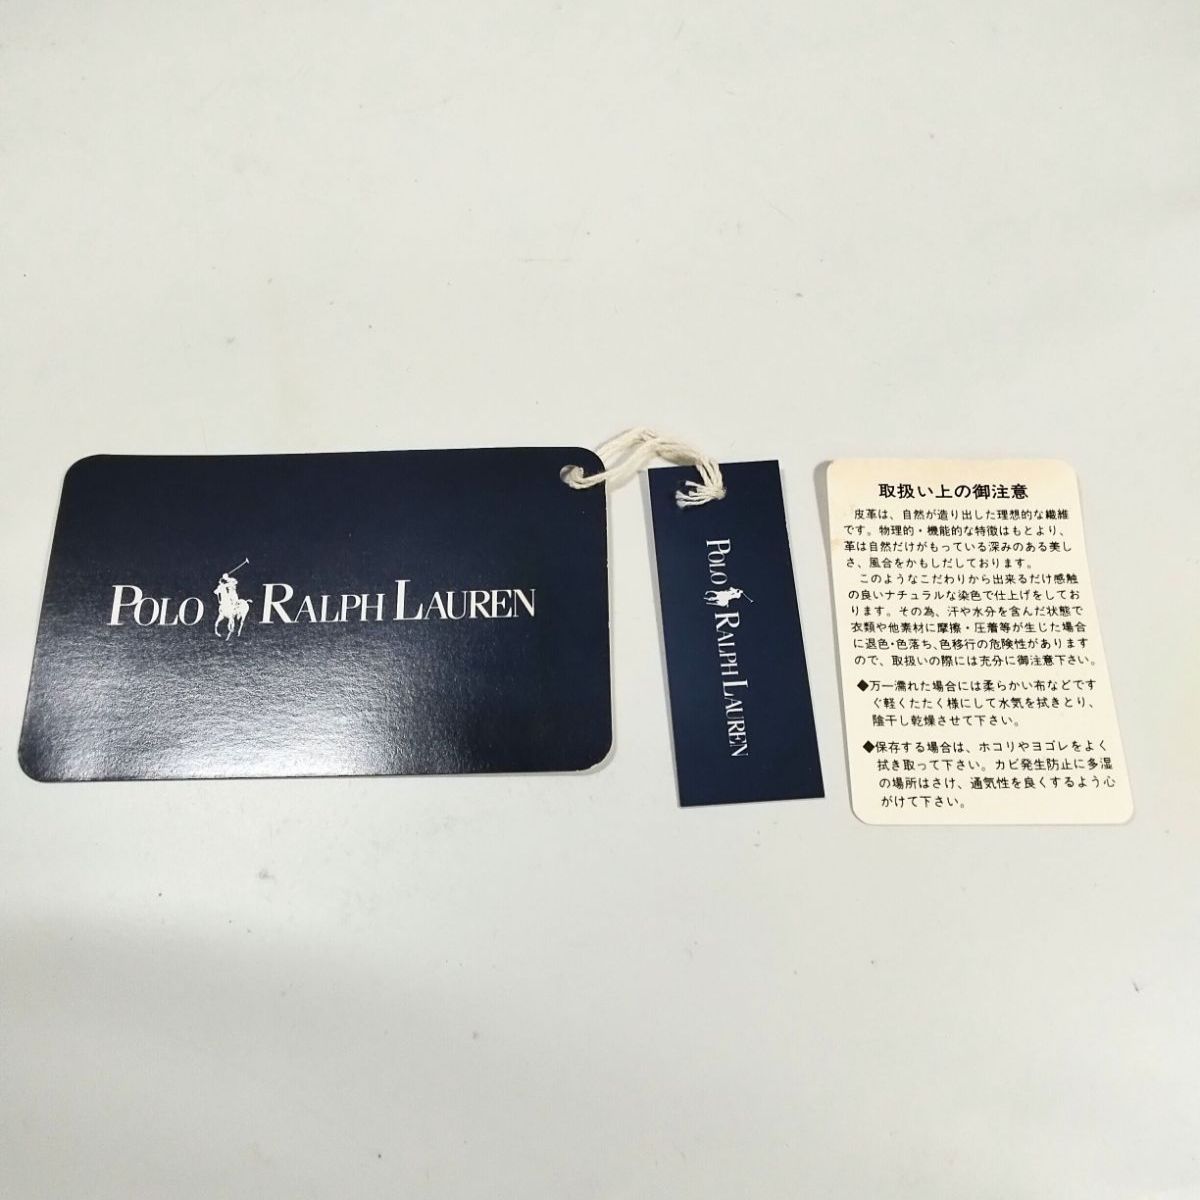 POLO RALPH LAUREN
POLO RALPH LAUREN
取扱い上の御注意
皮革は、自然が造り出した理想的な繊維
です。物理的・機能的な特徴はもとより、
革は自然だけがもっている深みのある美し
さ、風合をかもしだしております。
このようなこだわりから出来るだけ感触
の良いナチュラルな染色で仕上げをしてお
ります。その為、汗や水分を含んだ状態で
衣類や他素材に摩擦・圧着等が生じた場合
に退色・色落ち、色移行の危険性があります
ので、取扱いの際には充分に御注意下さい。
◆万一濡れた場合には柔らかい布などです
ぐ軽くたたく様にして水気を拭きとり、
陰干し乾燥させて下さい。
◆保存する場合は、ホコリやヨゴレをよく
拭き取って下さい。カビ発生防止に多湿
の場所はさけ、通気性を良くするよう心
がけて下さい。